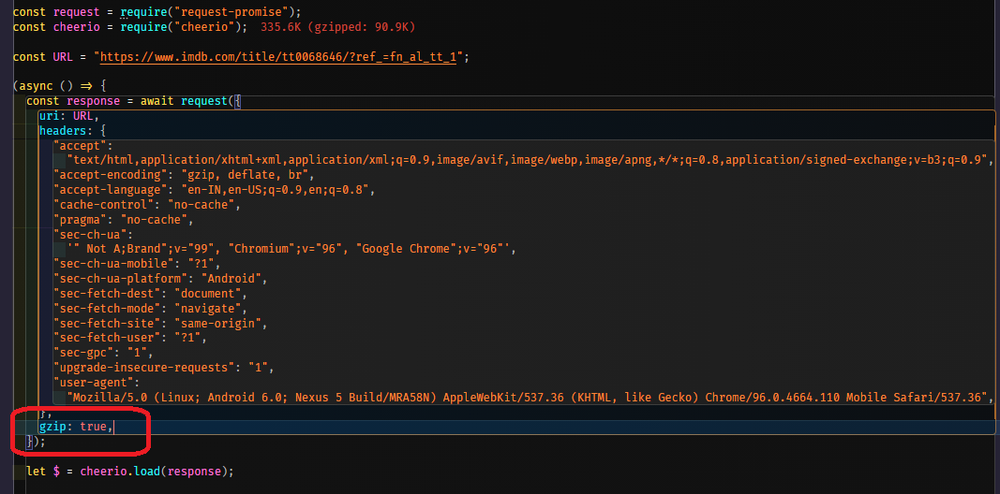 const request = require("request-promise");
const cheerio = require("cheerio"); 335.6K (gzipped: 90.9K)
const URL = "https://www.imdb.com/title/tt0068646/?ref_=fn_al_tt_1";
(async () => {
const response = await request({
uri: URL,
headers: {
"accept":
"text/html,application/xhtml+xml,application/xml;q=0.9,image/avif,image/webp,image/apng,*/*;q=0.8,application/signed-exchange;v=b3;q=0.9",
"accept-encoding": "gzip, deflate, br",
"accept-language": "en-IN,en-US;q=0.9,en;q=0.8",
"cache-control": "no-cache",
"pragma": "no-cache",
"sec-ch-ua":
'" Not A;Brand";v="99", "Chromium";v="96", "Google Chrome";v="96"',
"sec-ch-ua-mobile": "?1",
"sec-ch-ua-platform": "Android",
"sec-fetch-dest": "document",
"sec-fetch-mode": "navigate",
"sec-fetch-site": "same-origin",
"sec-fetch-user": "?1",
"sec-gpc": "1",
"upgrade-insecure-requests": "1",
"user-agent":
"Mozilla/5.0 (Linux; Android 6.0; Nexus 5 Build/MRA58N) AppleWebKit/537.36 (KHTML, like Gecko) Chrome/96.0.4664.110 Mobile Safari/537.36",
},
gzip: true,
});
let $ = cheerio.load(response);